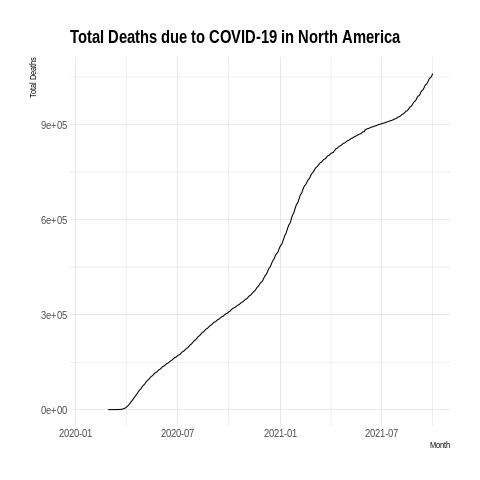 Total Deaths due to COVID-19 in North America
Total Deaths
9e+05
6e+05
3e+05
0e+00
2020-01 2020-07 2021-01 2021-07
Month